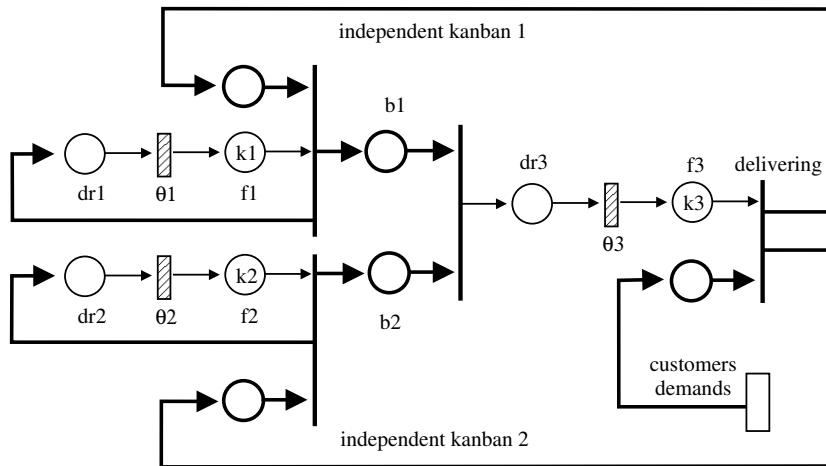 independent kanban 1
b1
k1
dr1
θ1
f1
dr3
f3
delivering
k3
θ3
k2
dr2
θ2
f2
b2
customers
demands
independent kanban 2